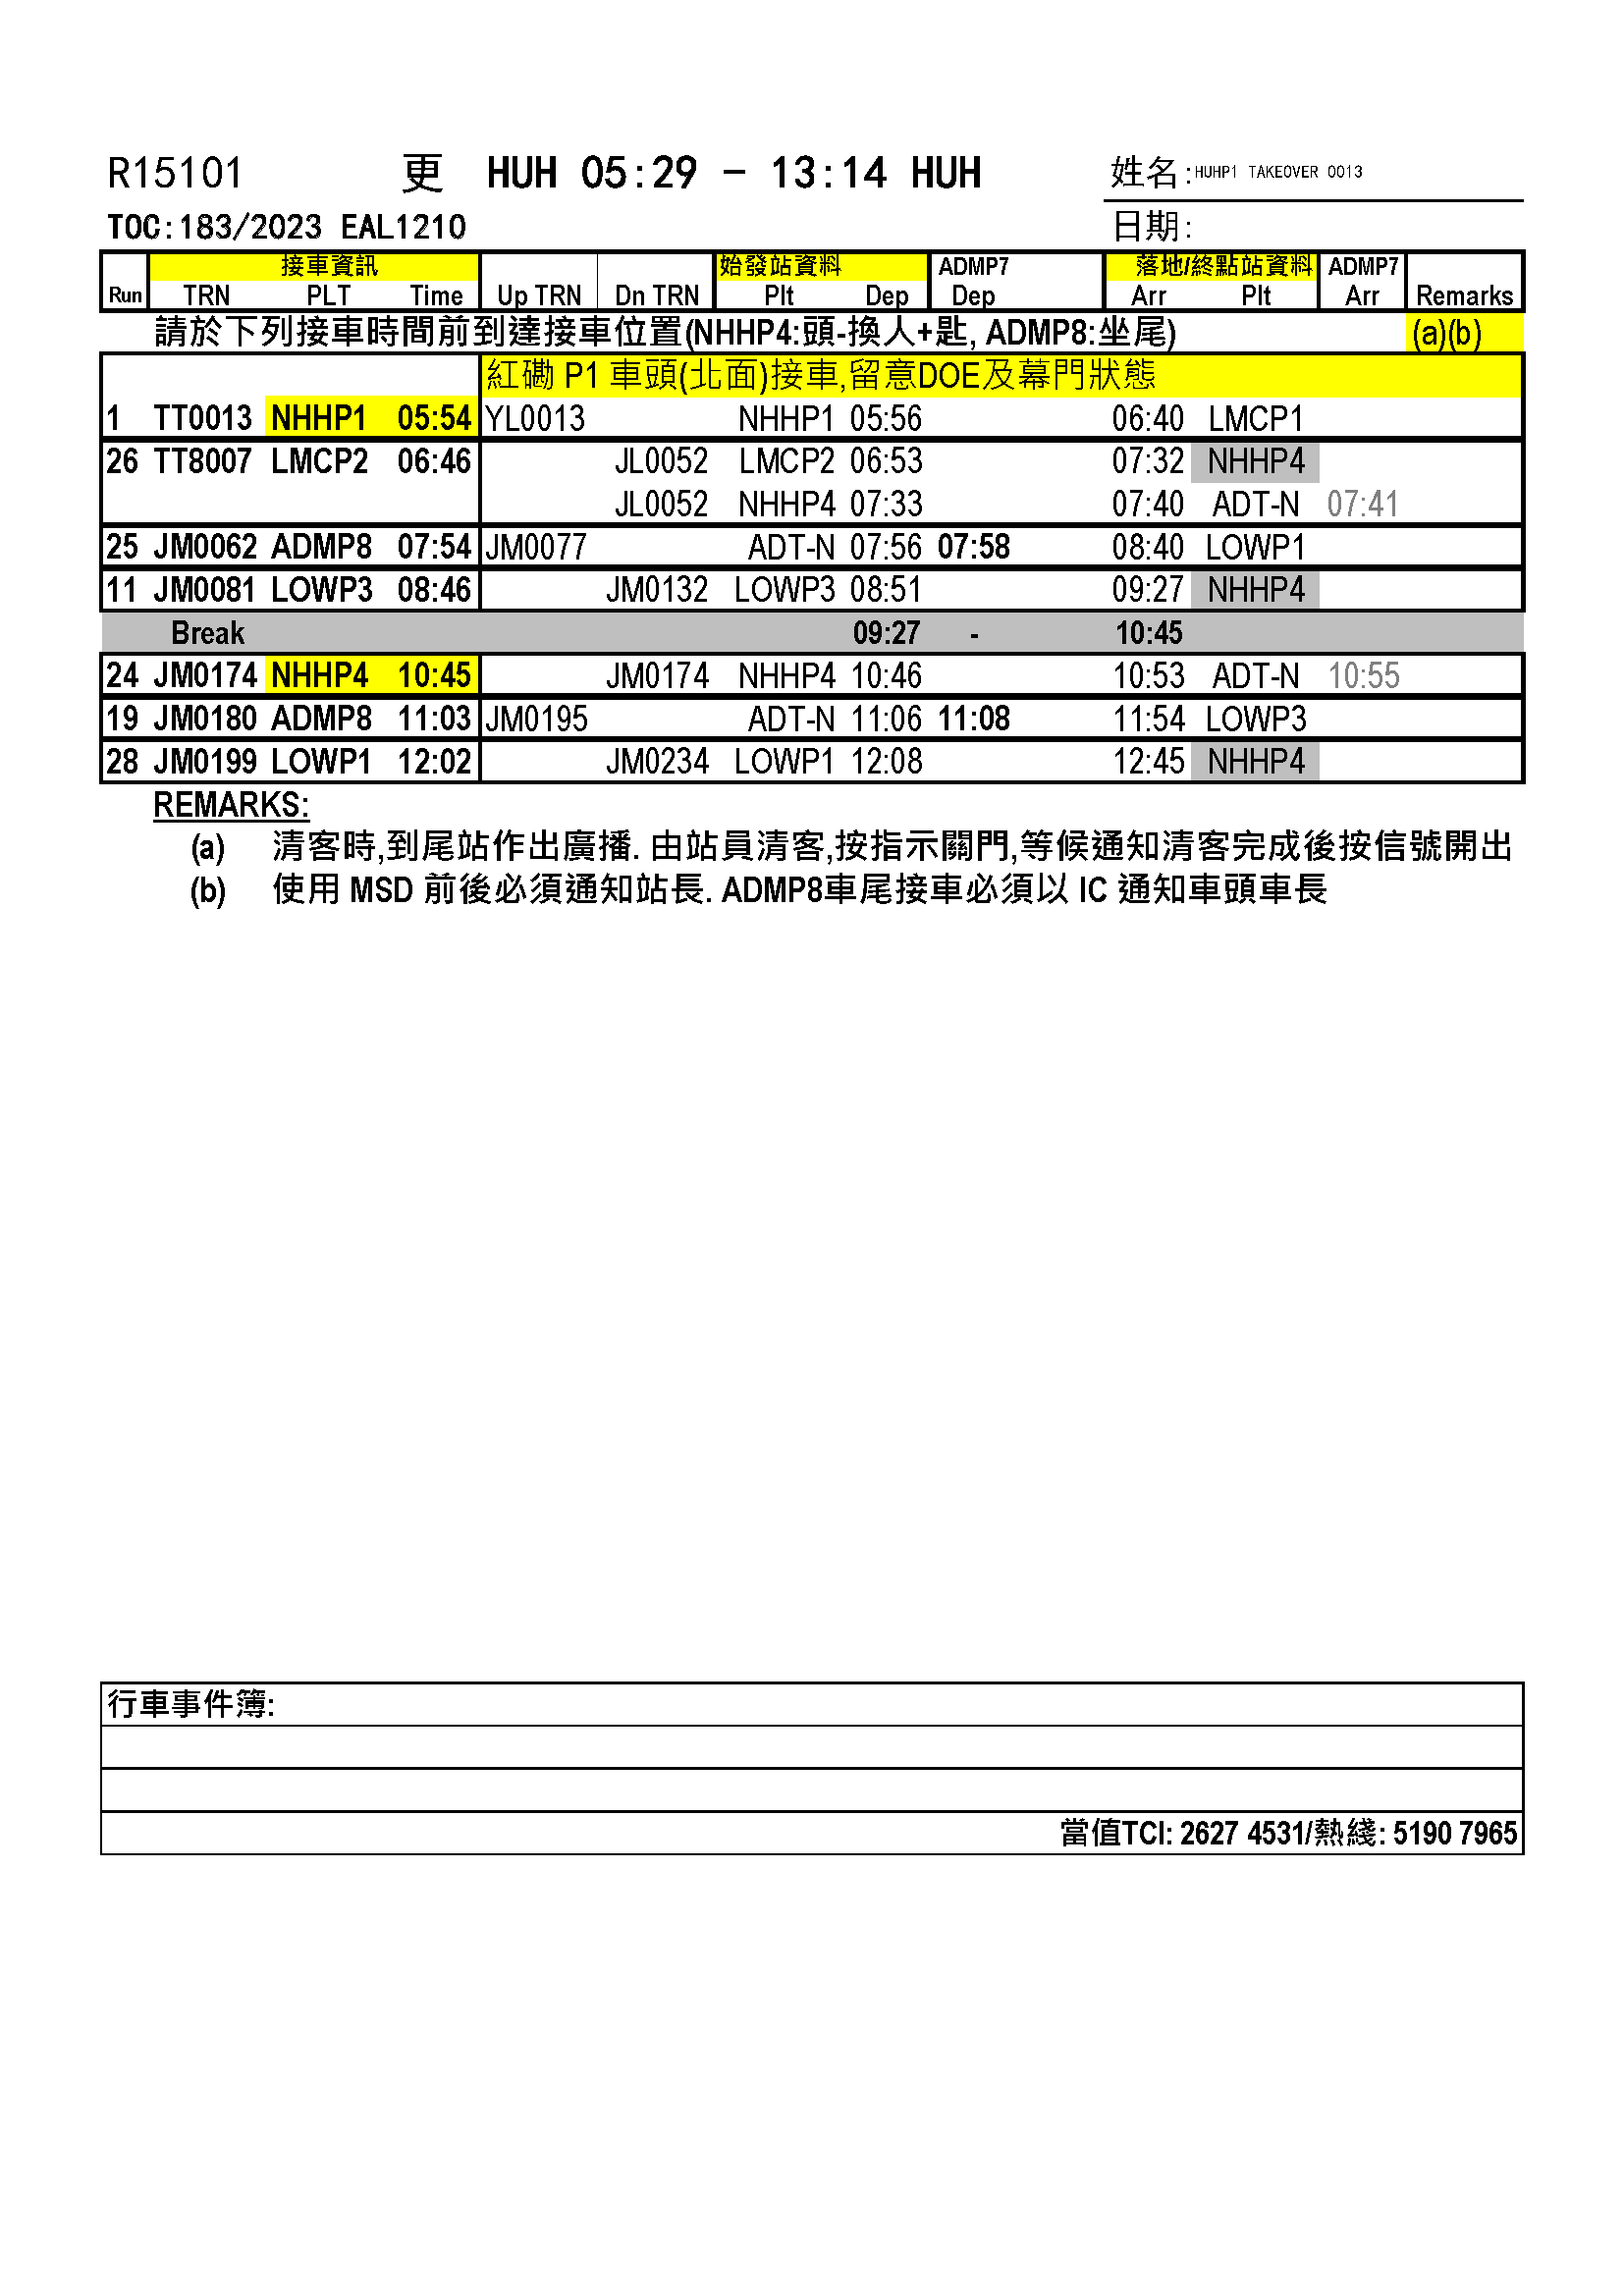 R15101 更 HUH 05:29 - 13:14 HUH 姓名:HUHP1 TAKEOVER 0013
TOC:183/2023 EAL1210 日期:
接車資訊 始發站資料 ADMP7 落地/終點站資料 ADMP7
Run TRN PLT Time Up TRN Dn TRN Plt Dep Dep Arr Plt Arr Remarks
請於下列接車時間前到達接車位置(NHHP4:頭-換人+匙, ADMP8:坐尾) (a)(b)
紅磡 P1 車頭(北面)接車,留意DOE及幕門狀態
1 TT0013 NHHP1 05:54 YL0013 NHHP1 05:56 06:40 LMCP1
26 TT8007 LMCP2 06:46 JL0052 LMCP2 06:53 07:32 NHHP4
JL0052 NHHP4 07:33 07:40 ADT-N 07:41
25 JM0062 ADMP8 07:54 JM0077 ADT-N 07:56 07:58 08:40 LOWP1
11 JM0081 LOWP3 08:46 JM0132 LOWP3 08:51 09:27 NHHP4
Break 09:27 - 10:45
24 JM0174 NHHP4 10:45 JM0174 NHHP4 10:46 10:53 ADT-N 10:55
19 JM0180 ADMP8 11:03 JM0195 ADT-N 11:06 11:08 11:54 LOWP3
28 JM0199 LOWP1 12:02 JM0234 LOWP1 12:08 12:45 NHHP4
REMARKS:
(a) 清客時,到尾站作出廣播. 由站員清客,按指示關門,等候通知清客完成後按信號開出
(b) 使用 MSD 前後必須通知站長. ADMP8車尾接車必須以 IC 通知車頭車長
行車事件簿:
當值TCI: 2627 4531/熱綫: 5190 7965